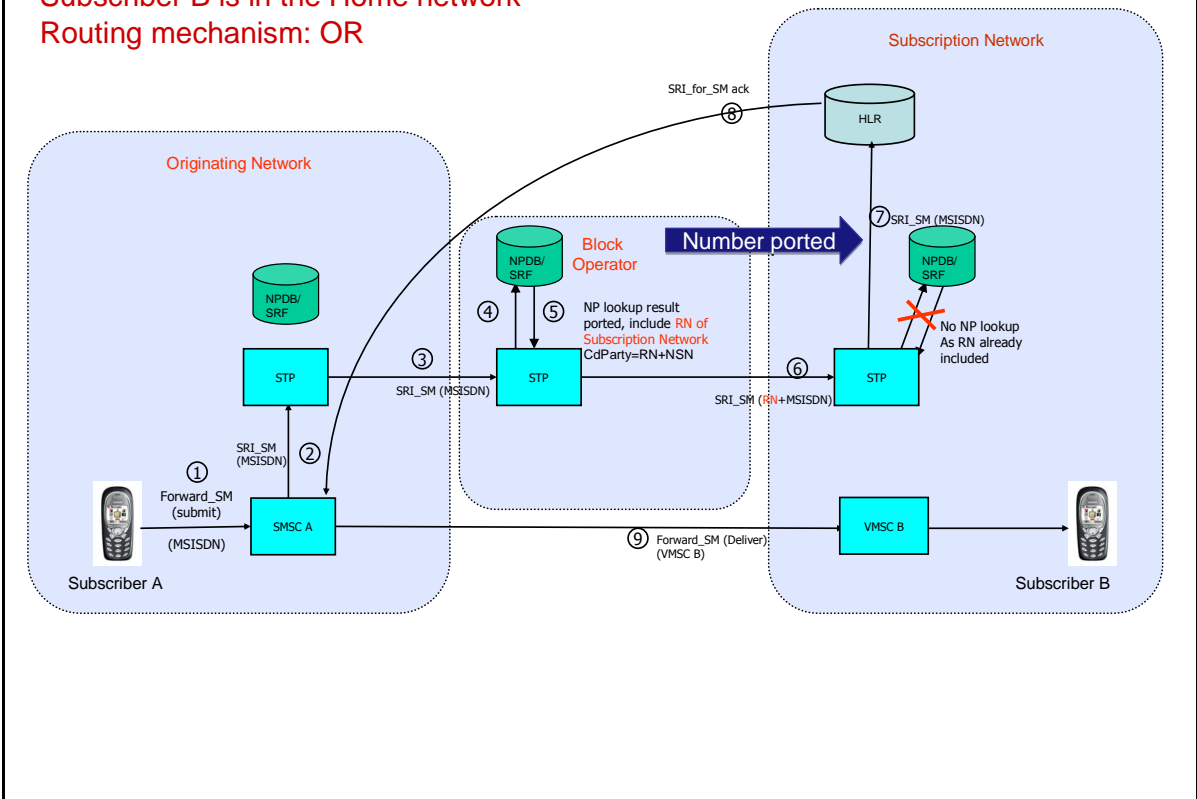 Subscriber B is in the Home network
Routing mechanism: OR
Subscription Network
SRI_for_SM ack
8
HLR
Originating Network
7
SRI_SM (MSISDN)
Number ported
Block
Operator
NPDB/
SRF
NPDB/
SRF
NPDB/
SRF
4
5
NP lookup result
ported, include RN of
Subscription Network
CdParty=RN+NSN
No NP lookup
As RN already
included
3
6
STP
STP
STP
SRI_SM (MSISDN)
SRI_SM (RN+MSISDN)
SRI_SM
(MSISDN)
2
1
Forward_SM
(submit)
(MSISDN)
SMSC A
VMSC B
9
Forward_SM (Deliver)
(VMSC B)
Subscriber A
Subscriber B